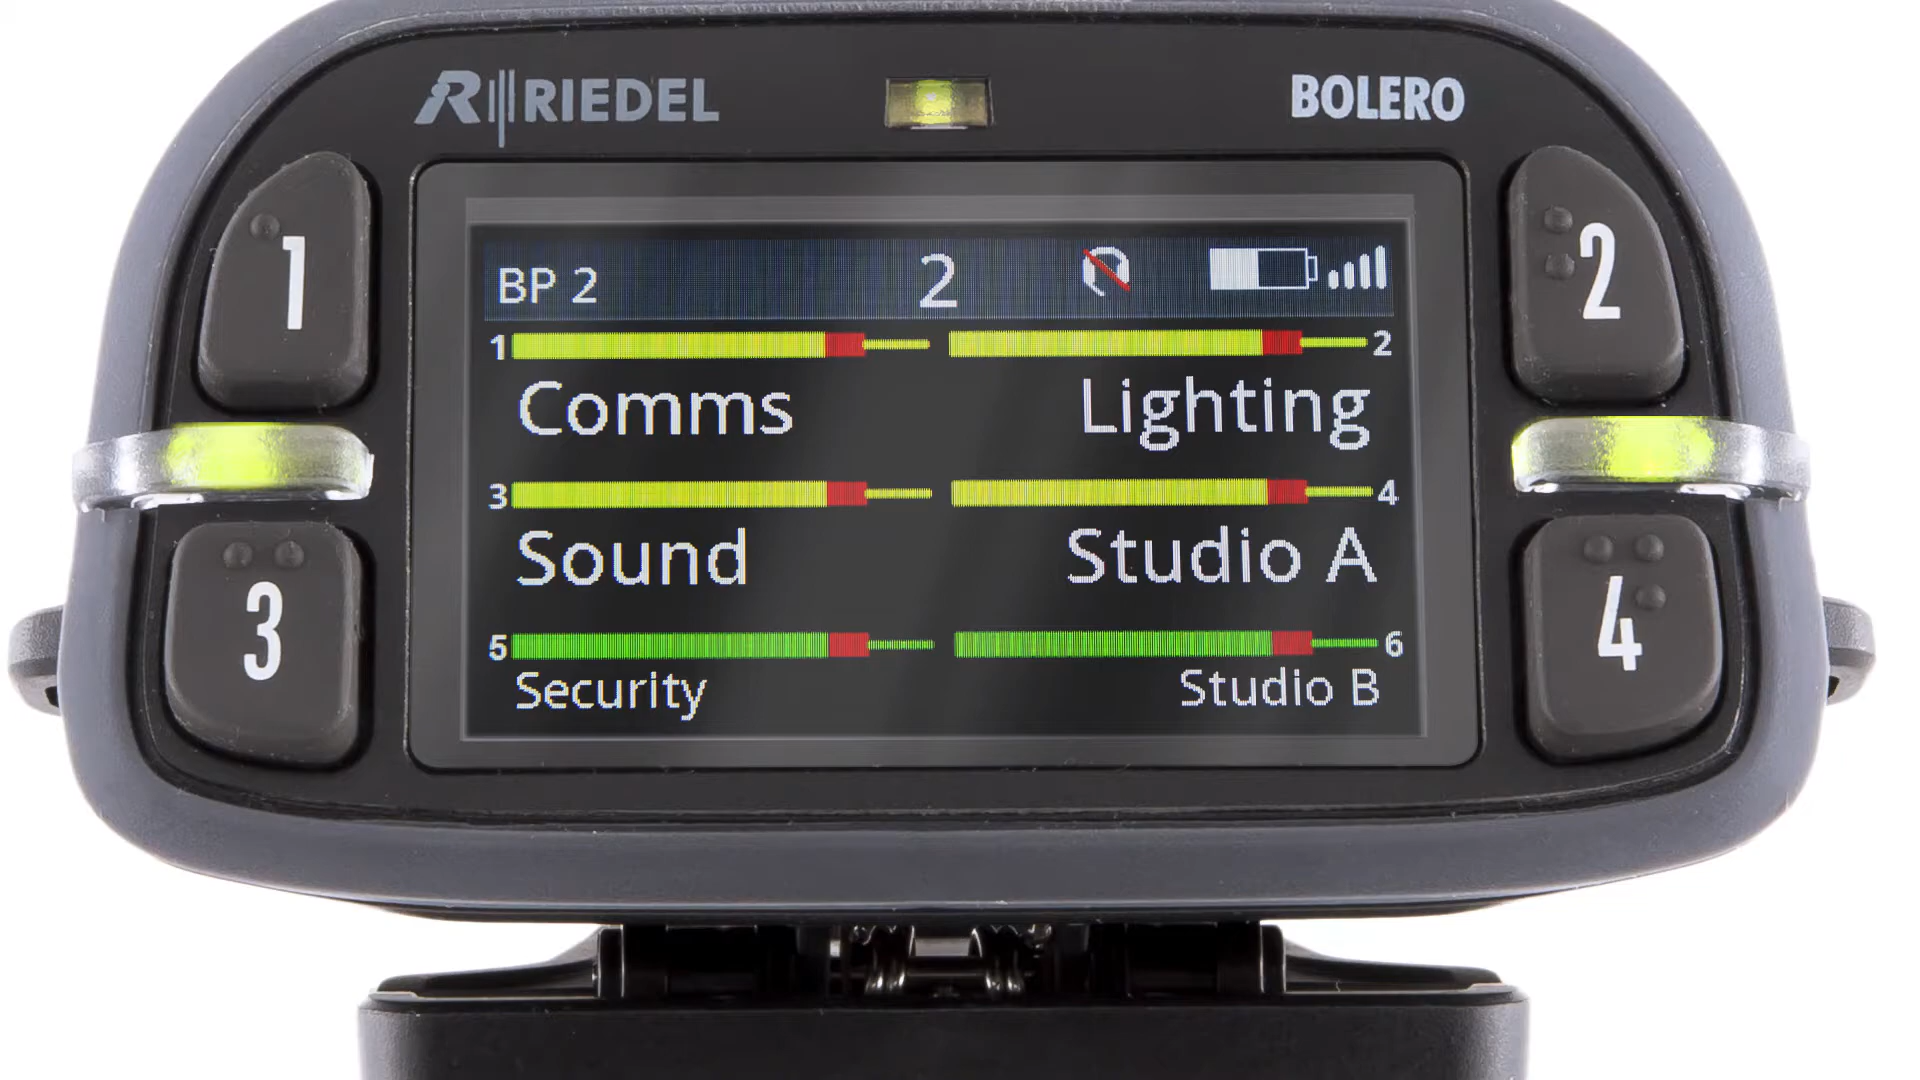 RIEDEL BOLERO
1 2
BP 2 2
1 2
Comms Lighting
3 4
Sound Studio A
3 4
5 6
Security Studio B